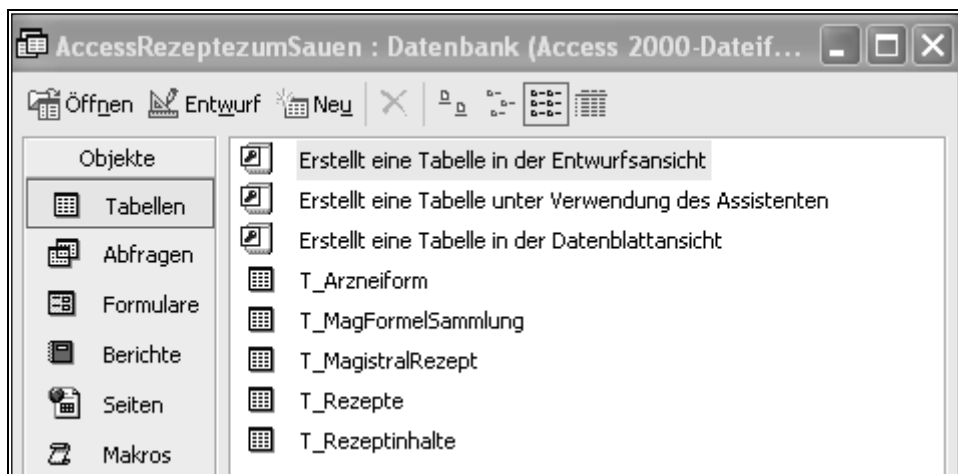 AccessRezeptezumSauen : Datenbank (Access 2000-Dateif...
Öffnen Entwurf Neu
Objekte
Tabellen
Abfragen
Formulare
Berichte
Seiten
Makros
Erstellt eine Tabelle in der Entwurfsansicht
Erstellt eine Tabelle unter Verwendung des Assistenten
Erstellt eine Tabelle in der Datenblattansicht
T_Arzneiform
T_MagFormelSammlung
T_MagistralRezept
T_Rezepte
T_Rezeptinhalte